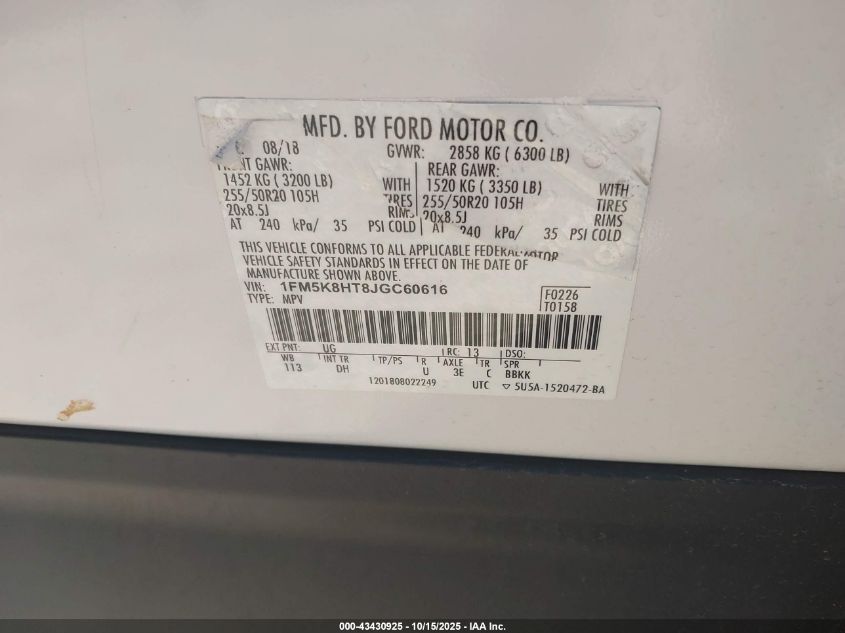 MFD. BY FORD MOTOR CO.
08/18 GVWR: 2858 KG ( 6300 LB)
FRONT GAWR: REAR GAWR:
1452 KG ( 3200 LB) WITH 1520 KG ( 3350 LB) WITH
255/50R20 105H TIRES 255/50R20 105H TIRES
20x8.5J RIMS 20x8.5J RIMS
AT 240 kPa/ 35 PSI COLD AT 240 kPa/ 35 PSI COLD
THIS VEHICLE CONFORMS TO ALL APPLICABLE FEDERAL MOTOR
VEHICLE SAFETY STANDARDS IN EFFECT ON THE DATE OF
MANUFACTURE SHOWN ABOVE.
VIN: 1FM5K8HT8JGC60616 F0226
TYPE: MPV T0158
EXT PNT: UG RC: 13 DSO:
WB INT TR TP/PS R AXLE TR SPR
113 DH U 3E C BBKK
1201808022249 UTC ▽ 5U5A-1520472-BA
000-43430925 - 10/15/2025 - IAA Inc.